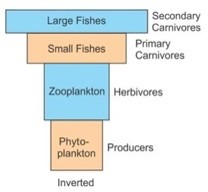 Large Fishes
Secondary
Carnivores
Small Fishes
Primary
Carnivores
Zooplankton
Herbivores
Phyto-
plankton
Producers
Inverted